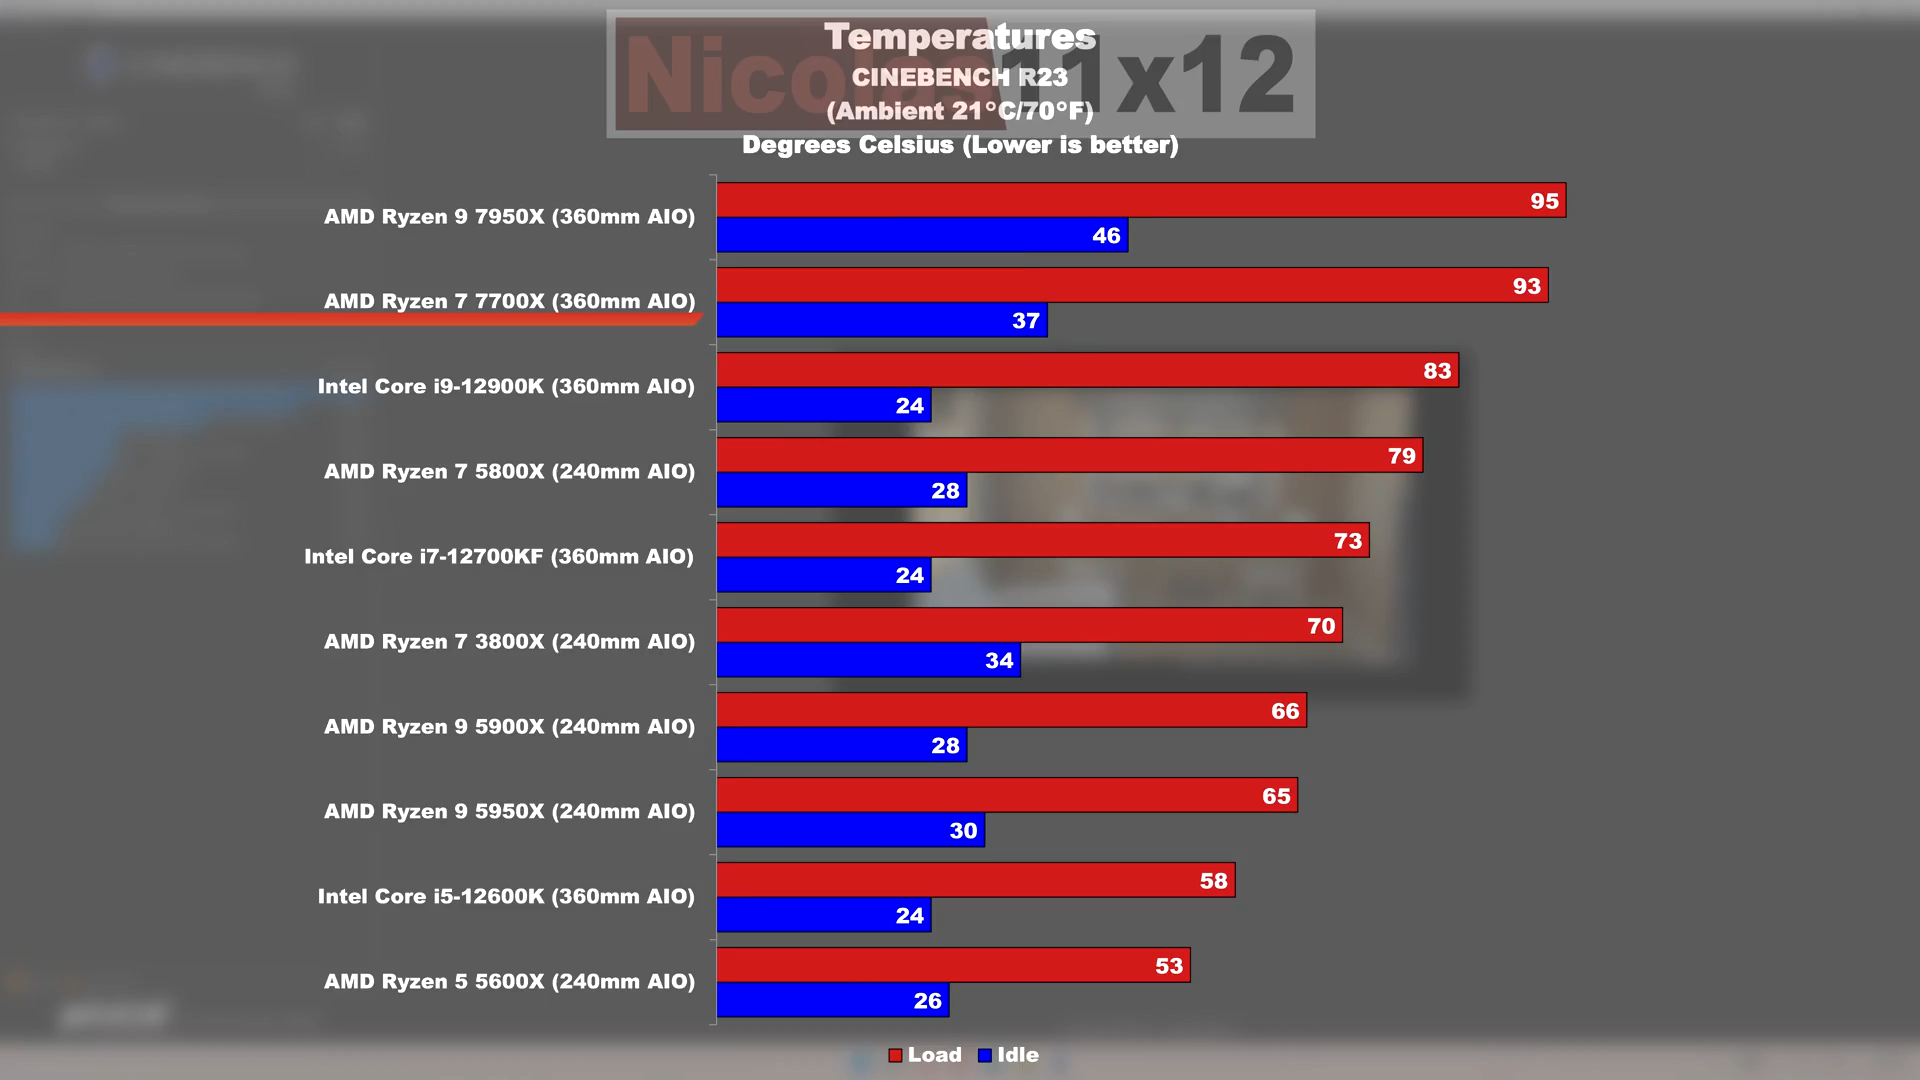 Nicolas11x12
Temperatures
CINEBENCH R23
(Ambient 21°C/70°F)
Degrees Celsius (Lower is better)
AMD Ryzen 9 7950X (360mm AIO)
95
46
AMD Ryzen 7 7700X (360mm AIO)
93
37
Intel Core i9-12900K (360mm AIO)
83
24
AMD Ryzen 7 5800X (240mm AIO)
79
28
Intel Core i7-12700KF (360mm AIO)
73
24
AMD Ryzen 7 3800X (240mm AIO)
70
34
AMD Ryzen 9 5900X (240mm AIO)
66
28
AMD Ryzen 9 5950X (240mm AIO)
65
30
Intel Core i5-12600K (360mm AIO)
58
24
AMD Ryzen 5 5600X (240mm AIO)
53
26
Load Idle